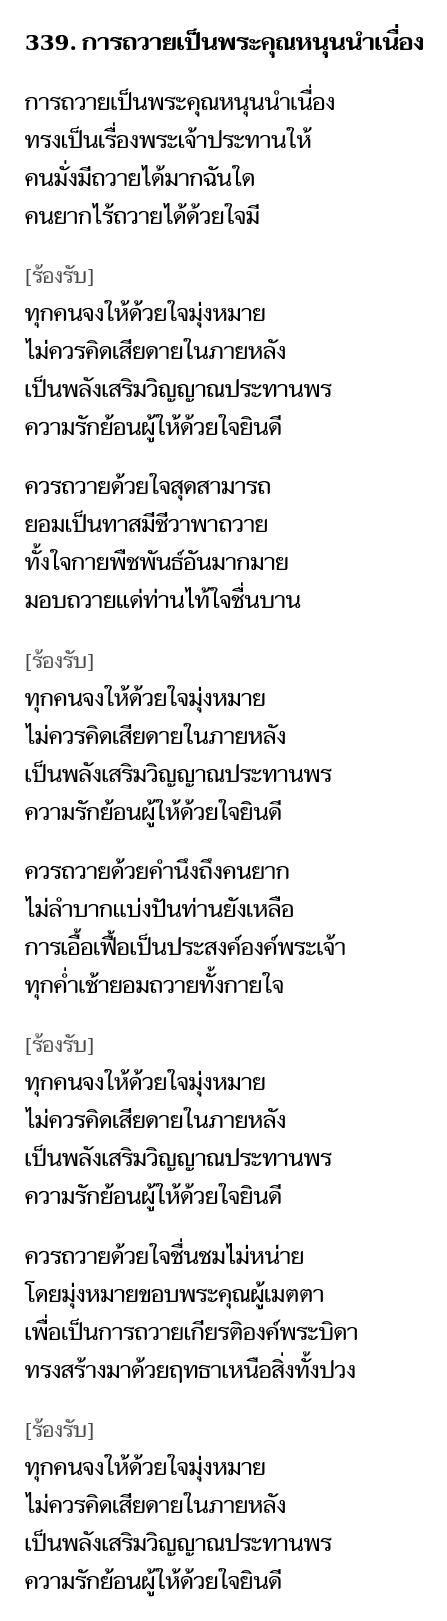 339. การถวายเป็นพระคุณหนุนนำเนื่อง
การถวายเป็นพระคุณหนุนนำเนื่อง
ทรงเป็นเรื่องพระเจ้าประทานให้
คนมั่งมีถวายได้มากฉันใด
คนยากไร้ถวายได้ด้วยใจมี
[ร้องรับ]
ทุกคนจงให้ด้วยใจมุ่งหมาย
ไม่ควรคิดเสียดายในภายหลัง
เป็นพลังเสริมวิญญาณประทานพร
ความรักย้อนผู้ให้ด้วยใจยินดี
ควรถวายด้วยใจสุดสามารถ
ยอมเป็นทาสมีชีวาพาถวาย
ทั้งใจกายพืชพันธ์อันมากมาย
มอบถวายแด่ท่านไท้ใจชื่นบาน
[ร้องรับ]
ทุกคนจงให้ด้วยใจมุ่งหมาย
ไม่ควรคิดเสียดายในภายหลัง
เป็นพลังเสริมวิญญาณประทานพร
ความรักย้อนผู้ให้ด้วยใจยินดี
ควรถวายด้วยคำนึงถึงคนยาก
ไม่ลำบากแบ่งปันท่านยังเหลือ
การเอื้อเฟื้อเป็นประสงค์องค์พระเจ้า
ทุกค่ำเช้ายอมถวายทั้งกายใจ
[ร้องรับ]
ทุกคนจงให้ด้วยใจมุ่งหมาย
ไม่ควรคิดเสียดายในภายหลัง
เป็นพลังเสริมวิญญาณประทานพร
ความรักย้อนผู้ให้ด้วยใจยินดี
ควรถวายด้วยใจชื่นชมไม่หน่าย
โดยมุ่งหมายขอบพระคุณผู้เมตตา
เพื่อเป็นการถวายเกียรติองค์พระบิดา
ทรงสร้างมาด้วยฤทธาเหนือสิ่งทั้งปวง
[ร้องรับ]
ทุกคนจงให้ด้วยใจมุ่งหมาย
ไม่ควรคิดเสียดายในภายหลัง
เป็นพลังเสริมวิญญาณประทานพร
ความรักย้อนผู้ให้ด้วยใจยินดี